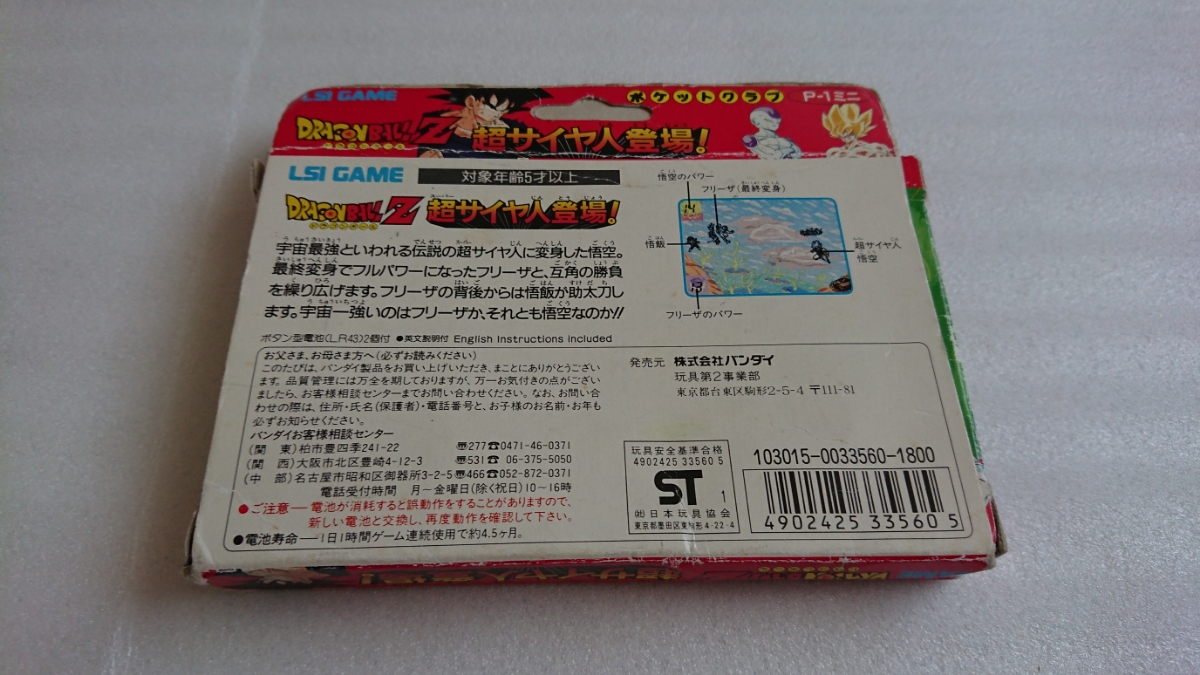 LSI GAME
ポケットクラブ P-1ミニ
DRAGON BALL Z 超サイヤ人登場!
LSI GAME
対象年齢5才以上
DRAGON BALL Z 超サイヤ人登場!
宇宙最強といわれる伝説の超サイヤ人に変身した悟空。
最終変身でフルパワーになったフリーザと、互角の勝負
を繰り広げます。フリーザの背後からは悟飯が助太刀し
ます。宇宙一強いのはフリーザか、それとも悟空なのか!!
悟空のパワー
フリーザ(最終変身)
悟飯
超サイヤ人
悟空
フリーザのパワー
ボタン型電池(LR43)2個付 ●英文説明付 English Instructions included
お父さま、お母さま方へ(必ずお読みください)
このたびは、バンダイ製品をお買い上げいただき、まことにありがとうござ
います。品質管理には万全を期しておりますが、万一お気付きの点がござい
ましたら、お客様相談センターまでお問い合わせください。なお、お問い合
わせの際は、住所・氏名(保護者)・電話番号と、お子様のお名前・お年も
必ずお知らせください。
バンダイお客様相談センター
(関 東)柏市豊四季241-22 〠277☎0471-46-0371
(関 西)大阪市北区豊崎4-12-3 〠531☎06-375-5050
(中 部)名古屋市昭和区御器所3-2-5 〠466☎052-872-0371
電話受付時間 月〜金曜日(除く祝日)10〜16時
●ご注意―電池が消耗すると誤動作をすることがありますので、
新しい電池と交換し、再度動作を確認して下さい。
●電池寿命―1日1時間ゲーム連続使用で約4.5ヶ月。
発売元 株式会社バンダイ
玩具第2事業部
東京都台東区駒形2-5-4 〒111-81
玩具安全基準合格
4902425 33560 5
ST 1
㈳日本玩具協会
東京都墨田区東駒形4-22-4
103015-0033560-1800
4902425 335605
超サイヤ人登場!
DRAGON BALL Z
LSI GAME